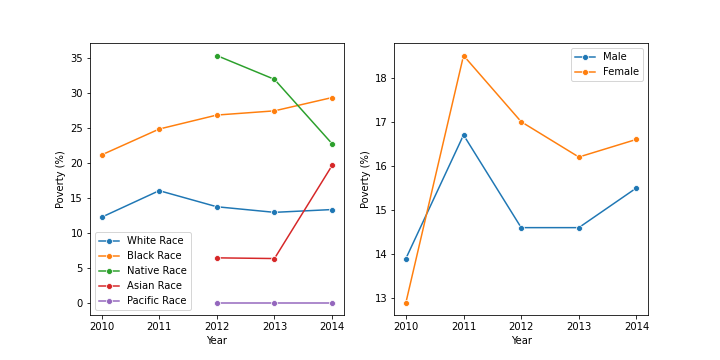 35
30
25
20
15
10
5
0
Poverty (%)
White Race
Black Race
Native Race
Asian Race
Pacific Race
2010 2011 2012 2013 2014
Year
18
17
16
15
14
13
Poverty (%)
Male
Female
2010 2011 2012 2013 2014
Year